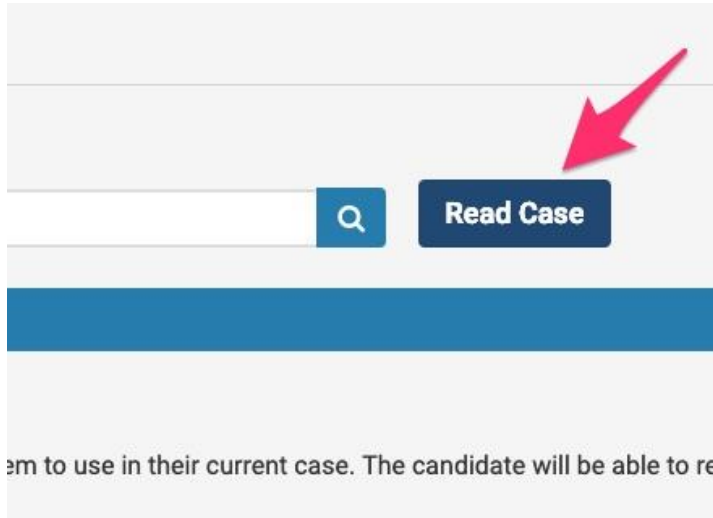 Read Case
em to use in their current case. The candidate will be able to re